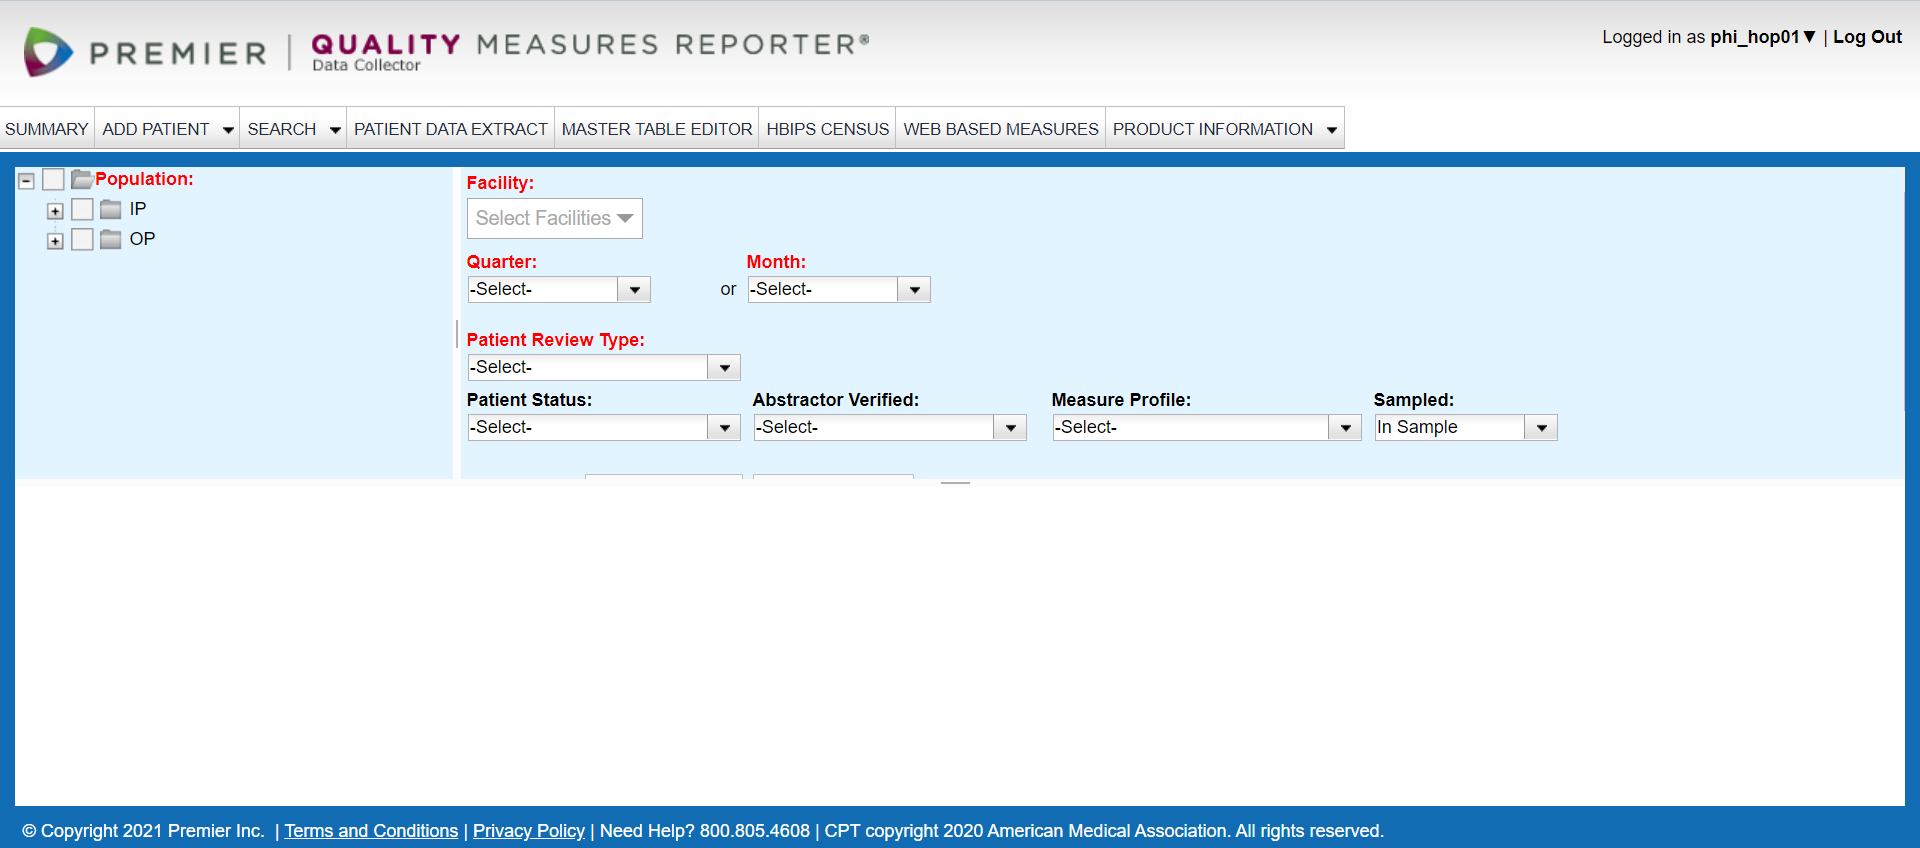 PREMIER | QUALITY MEASURES REPORTER®
Data Collector
Logged in as phi_hop01▼ | Log Out
SUMMARY ADD PATIENT SEARCH PATIENT DATA EXTRACT MASTER TABLE EDITOR HBIPS CENSUS WEB BASED MEASURES PRODUCT INFORMATION
Population:
IP
OP
Facility:
Select Facilities
Quarter: Month:
-Select- or -Select-
Patient Review Type:
-Select-
Patient Status: Abstractor Verified: Measure Profile: Sampled:
-Select- -Select- -Select- In Sample
© Copyright 2021 Premier Inc. | Terms and Conditions | Privacy Policy | Need Help? 800.805.4608 | CPT copyright 2020 American Medical Association. All rights reserved.